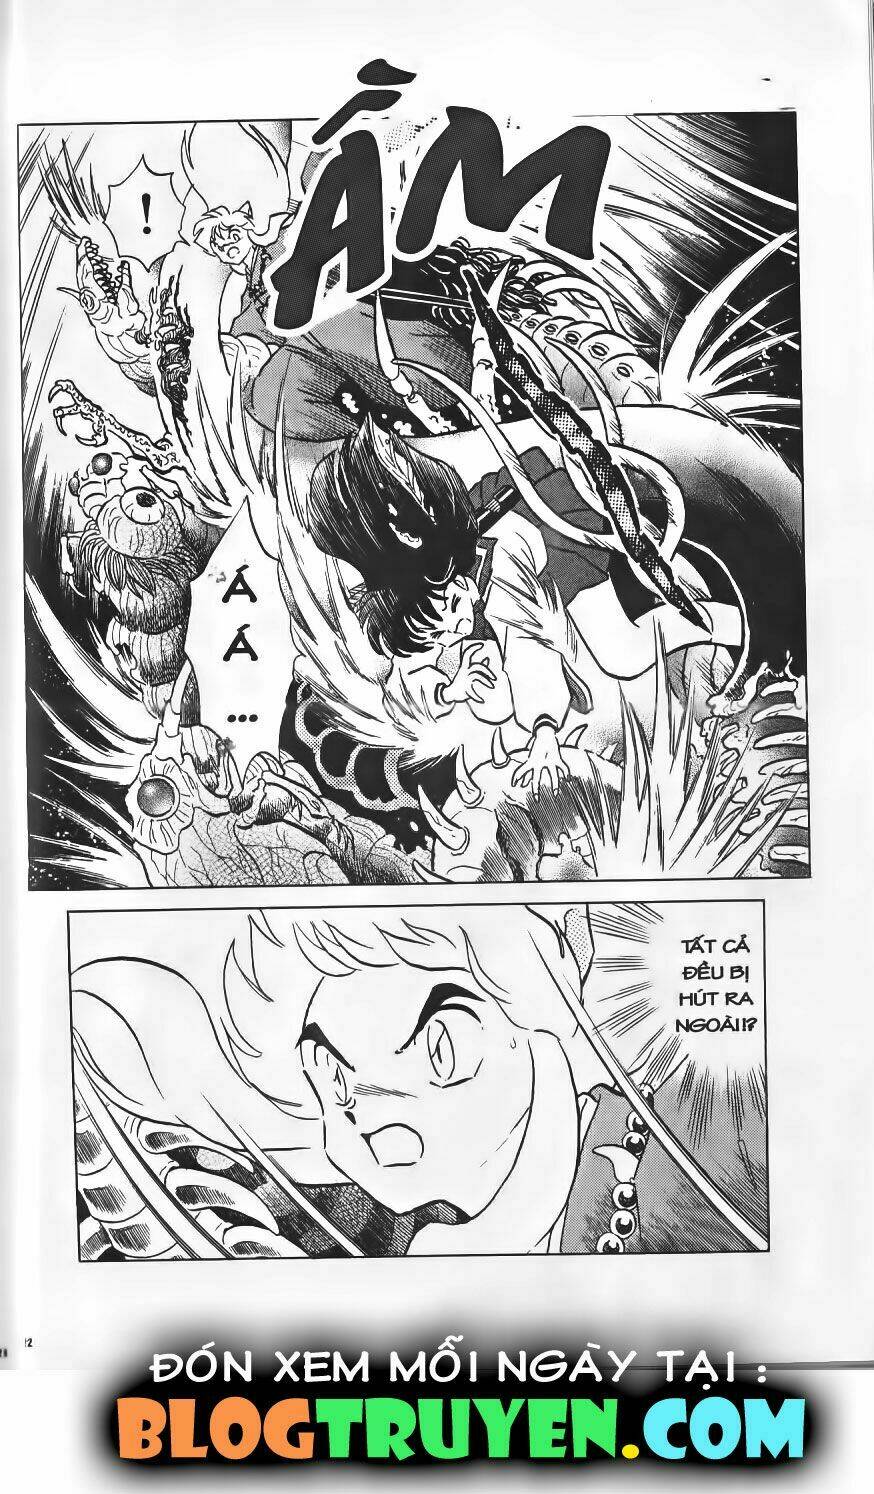 ẦM
!
Á
Á
...
TẤT CẢ
ĐỀU BỊ
HÚT RA
NGOÀI!?
ĐÓN XEM MỖI NGÀY TẠI :
BLOGTRUYEN.COM